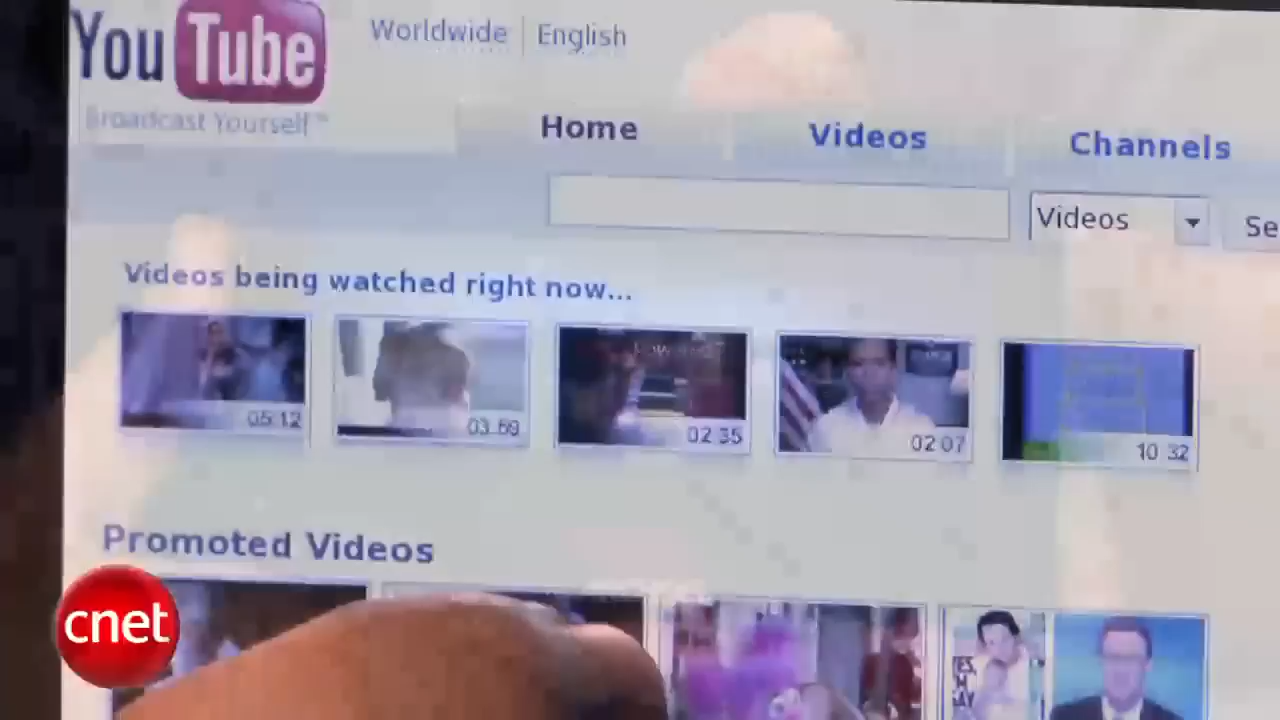 YouTube
Worldwide English
Broadcast Yourself™
Home Videos Channels
Videos Se
Videos being watched right now...
05:12 03:59 02:35 02:07 10:32
Promoted Videos
cnet